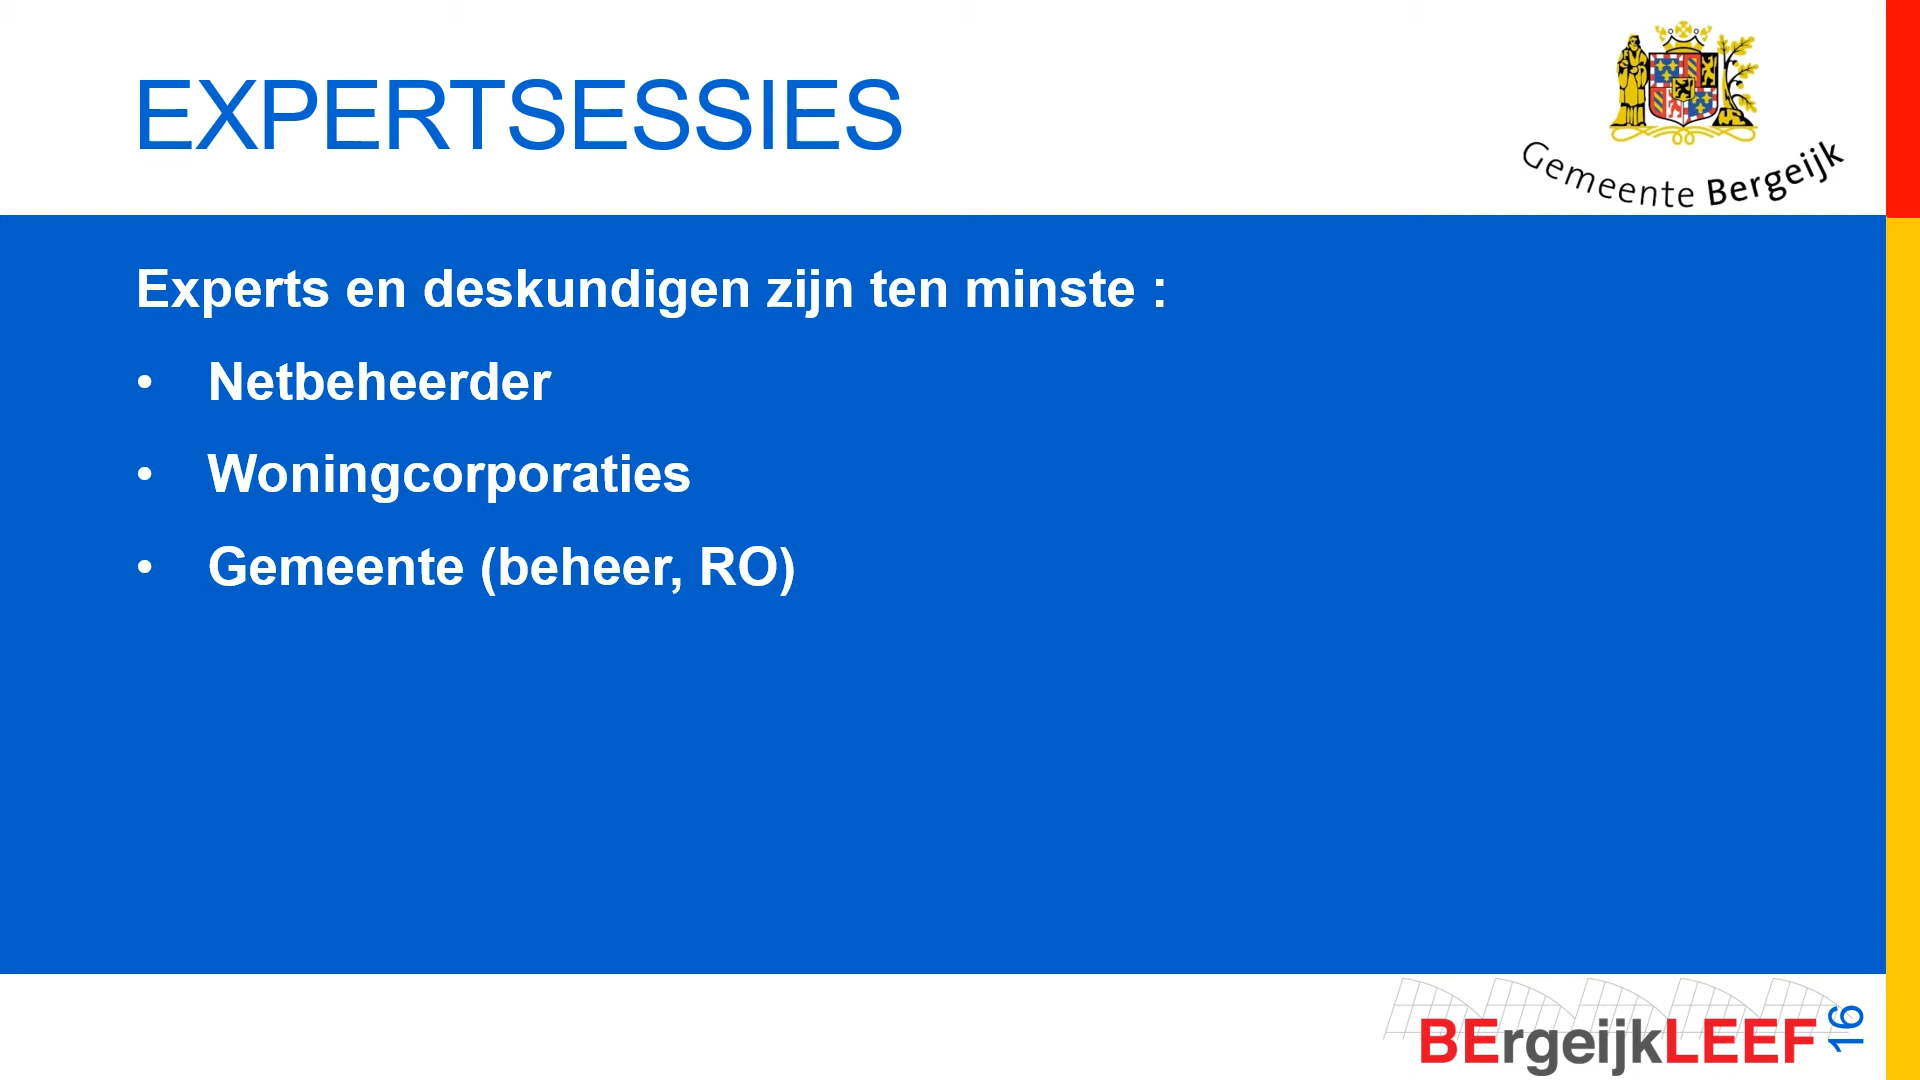 EXPERTSESSIES
Gemeente Bergeijk
Experts en deskundigen zijn ten minste :
• Netbeheerder
• Woningcorporaties
• Gemeente (beheer, RO)
BErgeijkLEEF
16